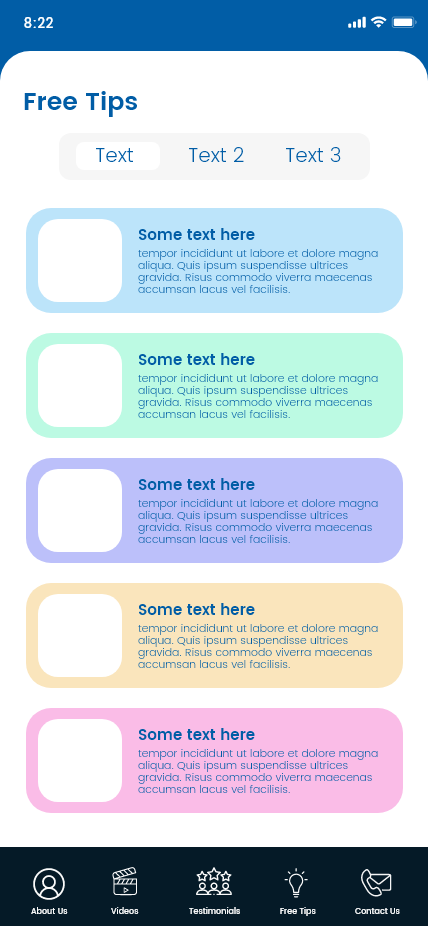 8:22
Free Tips
Text Text 2 Text 3
Some text here
tempor incididunt ut labore et dolore magna
aliqua. Quis ipsum suspendisse ultrices
gravida. Risus commodo viverra maecenas
accumsan lacus vel facilisis.
Some text here
tempor incididunt ut labore et dolore magna
aliqua. Quis ipsum suspendisse ultrices
gravida. Risus commodo viverra maecenas
accumsan lacus vel facilisis.
Some text here
tempor incididunt ut labore et dolore magna
aliqua. Quis ipsum suspendisse ultrices
gravida. Risus commodo viverra maecenas
accumsan lacus vel facilisis.
Some text here
tempor incididunt ut labore et dolore magna
aliqua. Quis ipsum suspendisse ultrices
gravida. Risus commodo viverra maecenas
accumsan lacus vel facilisis.
Some text here
tempor incididunt ut labore et dolore magna
aliqua. Quis ipsum suspendisse ultrices
gravida. Risus commodo viverra maecenas
accumsan lacus vel facilisis.
About Us Videos Testimonials Free Tips Contact Us